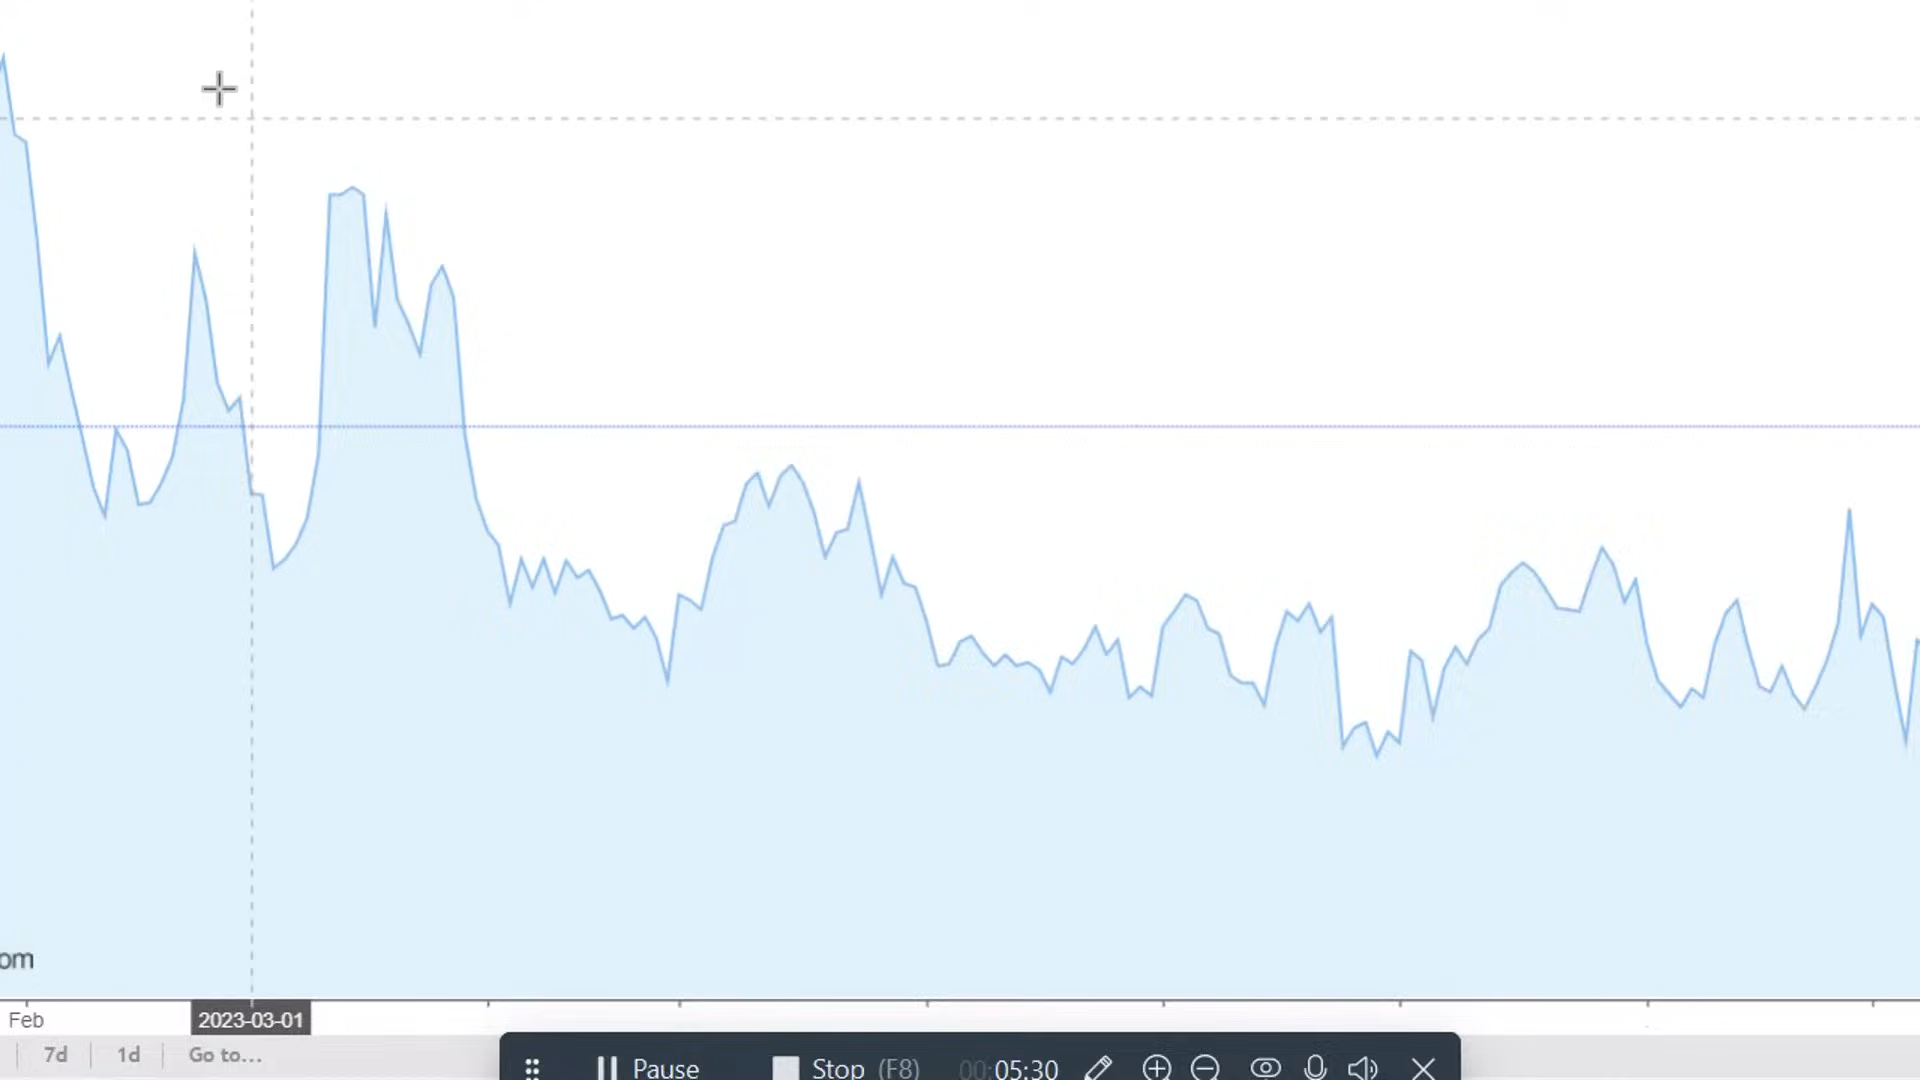 om
Feb
2023-03-01
7d
1d
Go to...
Pause
Stop (F8)
00:05:30